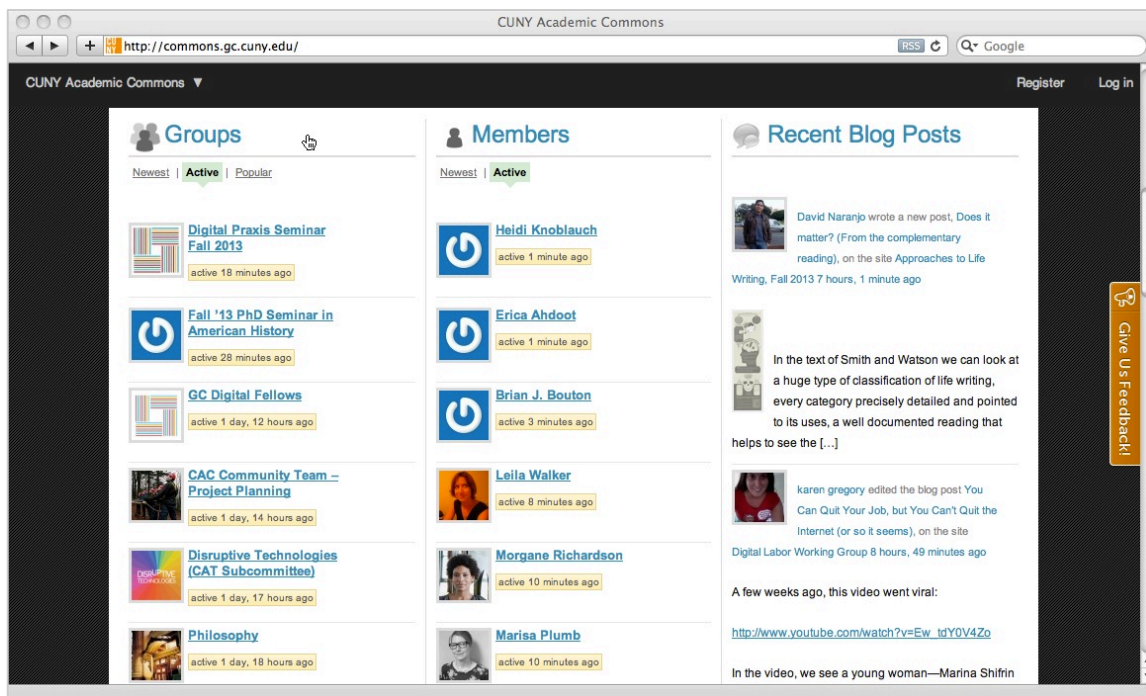 CUNY Academic Commons
http://commons.gc.cuny.edu/
RSS
Google
CUNY Academic Commons ▼
Register
Log in
Groups
Newest | Active | Popular
Digital Praxis Seminar
Fall 2013
active 18 minutes ago
Fall '13 PhD Seminar in
American History
active 28 minutes ago
GC Digital Fellows
active 1 day, 12 hours ago
CAC Community Team –
Project Planning
active 1 day, 14 hours ago
DISRUPTIVE
TECHNOLOGIES
Disruptive Technologies
(CAT Subcommittee)
active 1 day, 17 hours ago
Philosophy
active 1 day, 18 hours ago
Members
Newest | Active
Heidi Knoblauch
active 1 minute ago
Erica Ahdoot
active 1 minute ago
Brian J. Bouton
active 3 minutes ago
Leila Walker
active 8 minutes ago
Morgane Richardson
active 10 minutes ago
Marisa Plumb
active 10 minutes ago
Recent Blog Posts
David Naranjo wrote a new post, Does it
matter? (From the complementary
reading), on the site Approaches to Life
Writing, Fall 2013 7 hours, 1 minute ago
In the text of Smith and Watson we can look at
a huge type of classification of life writing,
every category precisely detailed and pointed
to its uses, a well documented reading that
helps to see the […]
karen gregory edited the blog post You
Can Quit Your Job, but You Can't Quit the
Internet (or so it seems), on the site
Digital Labor Working Group 8 hours, 49 minutes ago
A few weeks ago, this video went viral:
http://www.youtube.com/watch?v=Ew_tdY0V4Zo
In the video, we see a young woman—Marina Shifrin
Give Us Feedback!